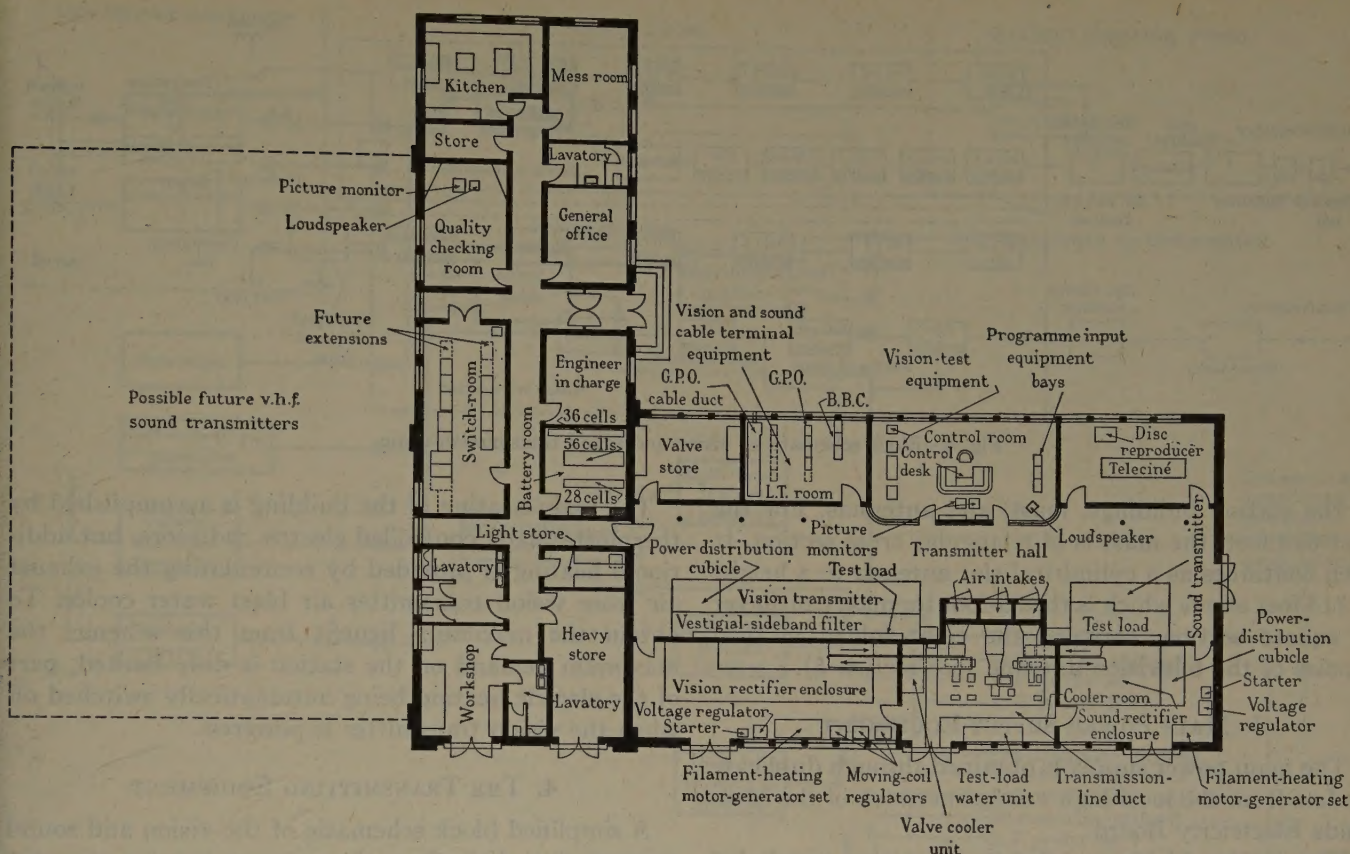 Kitchen
Mess room
Store
Lavatory
Picture monitor
Loudspeaker
Quality
checking
room
General
office
Future
extensions
Vision and sound
cable terminal
equipment
Programme input
equipment
bays
Vision-test
equipment
Possible future v.h.f.
sound transmitters
Switch-room
Battery room
Engineer
in charge
36 cells
56 cells
28 cells
G.P.O.
cable duct
G.P.O.
B.B.C.
Valve
store
L.T. room
Control room
Control
desk
Disc
reproducer
Teleciné
Light store
Power distribution
cubicle
Picture
monitors
Transmitter hall
Loudspeaker
Sound transmitter
Lavatory
Test load
Air intakes
Vision transmitter
Vestigial-sideband filter
Test load
Power-
distribution
cubicle
Heavy
store
Workshop
Lavatory
Vision rectifier enclosure
Cooler room
Sound-rectifier
enclosure
Starter
Voltage
regulator
Voltage regulator
Starter
Filament-heating
motor-generator set
Moving-coil
regulators
Test-load
water unit
Transmission-
line duct
Filament-heating
motor-generator set
Valve cooler
unit